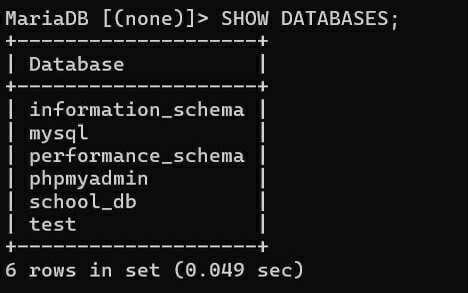 MariaDB [(none)]> SHOW DATABASES;
+--------------------+
| Database           |
+--------------------+
| information_schema |
| mysql              |
| performance_schema |
| phpmyadmin         |
| school_db          |
| test               |
+--------------------+
6 rows in set (0.049 sec)